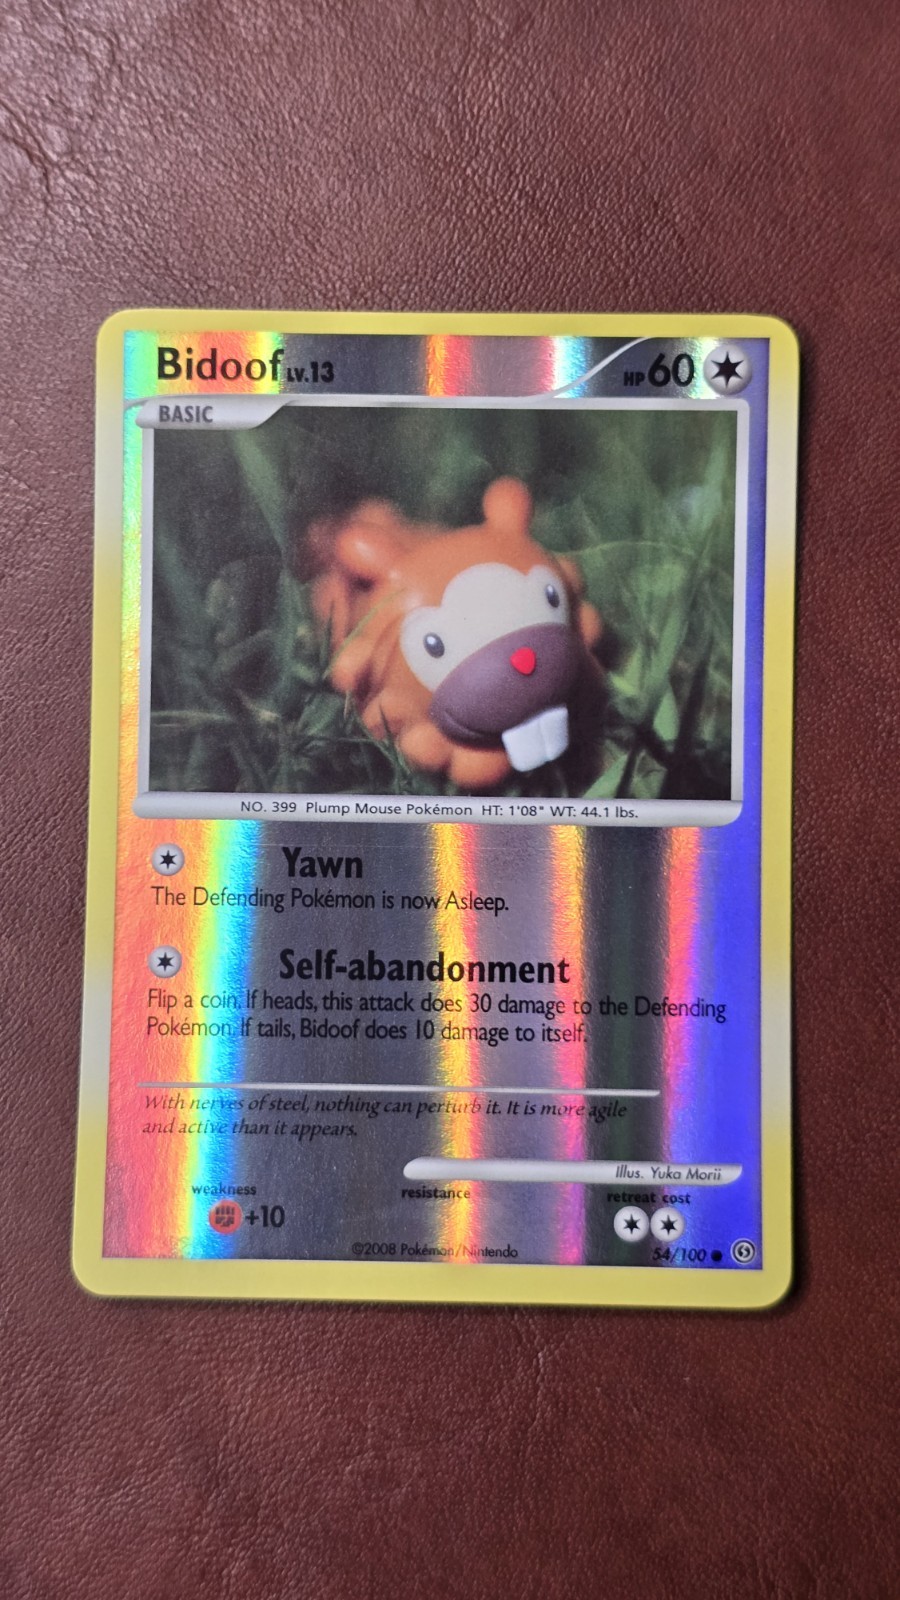 Bidoof LV.13 HP 60
BASIC
NO. 399 Plump Mouse Pokémon HT: 1'08" WT: 44.1 lbs.
Yawn
The Defending Pokémon is now Asleep.
Self-abandonment
Flip a coin. If heads, this attack does 30 damage to the Defending
Pokémon. If tails, Bidoof does 10 damage to itself.
With nerves of steel, nothing can perturb it. It is more agile
and active than it appears.
Illus. Yuka Morii
weakness resistance retreat cost
+10
©2008 Pokémon/Nintendo 54/100